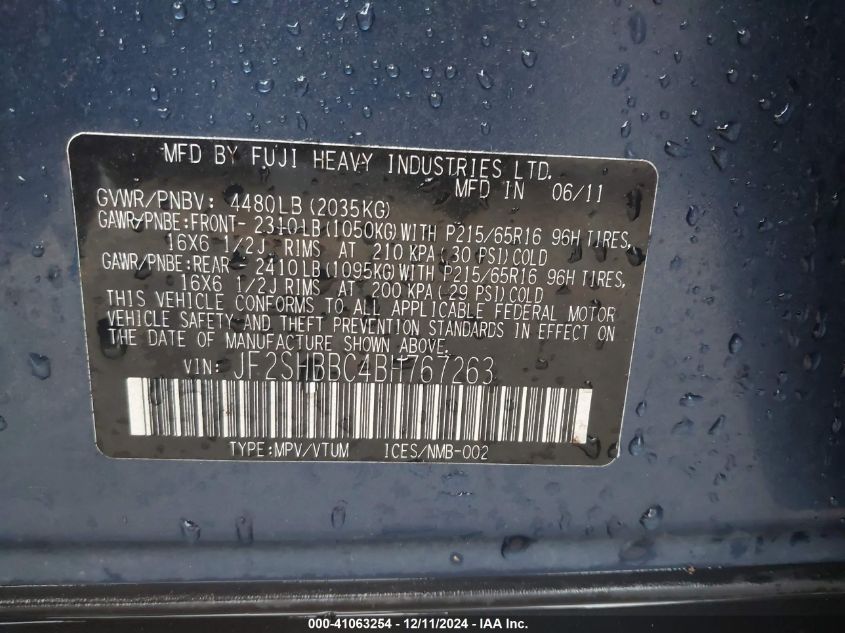 MFD BY FUJI HEAVY INDUSTRIES LTD.
MFD IN 06/11
GVWR/PNBV: 4480LB(2035KG)
GAWR/PNBE:FRONT- 2310LB(1050KG)WITH P215/65R16 96H TIRES,
16X6 1/2J RIMS AT 210 KPA(30 PSI)COLD
GAWR/PNBE:REAR- 2410LB(1095KG)WITH P215/65R16 96H TIRES,
16X6 1/2J RIMS AT 200 KPA(29 PSI)COLD
THIS VEHICLE CONFORMS TO ALL APPLICABLE FEDERAL MOTOR
VEHICLE SAFETY AND THEFT PREVENTION STANDARDS IN EFFECT ON
THE DATE OF MANUFACTURE SHOWN ABOVE.
VIN: JF2SHBBC4BH767263
TYPE:MPV/VTUM ICES/NMB-002
000-41063254 - 12/11/2024 - IAA Inc.